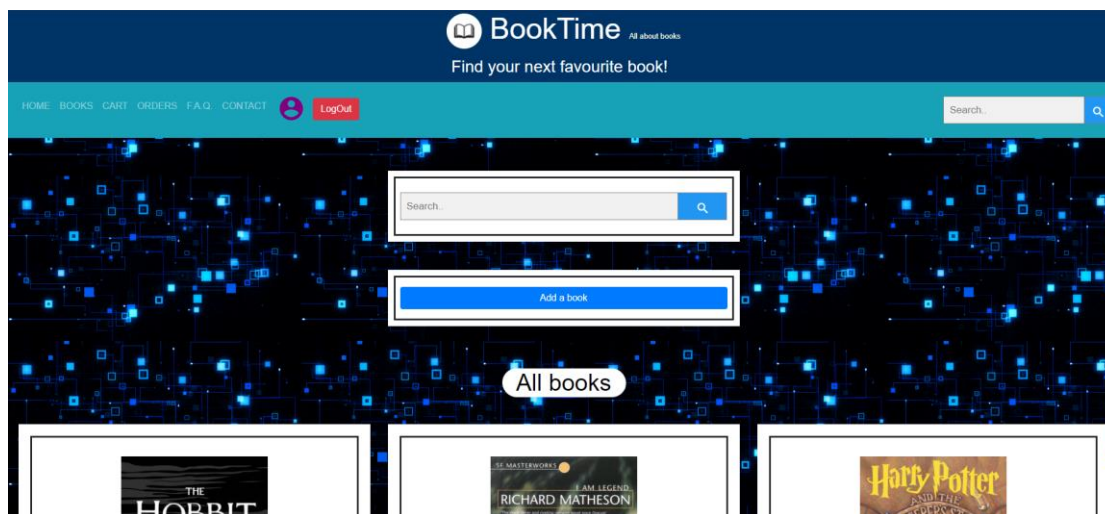 BookTime All about books
Find your next favourite book!
HOME BOOKS CART ORDERS F.A.Q. CONTACT LogOut Search..
Search..
Add a book
All books
THE
HOBBIT
SF MASTERWORKS
I AM LEGEND
RICHARD MATHESON
Harry Potter
AND THE